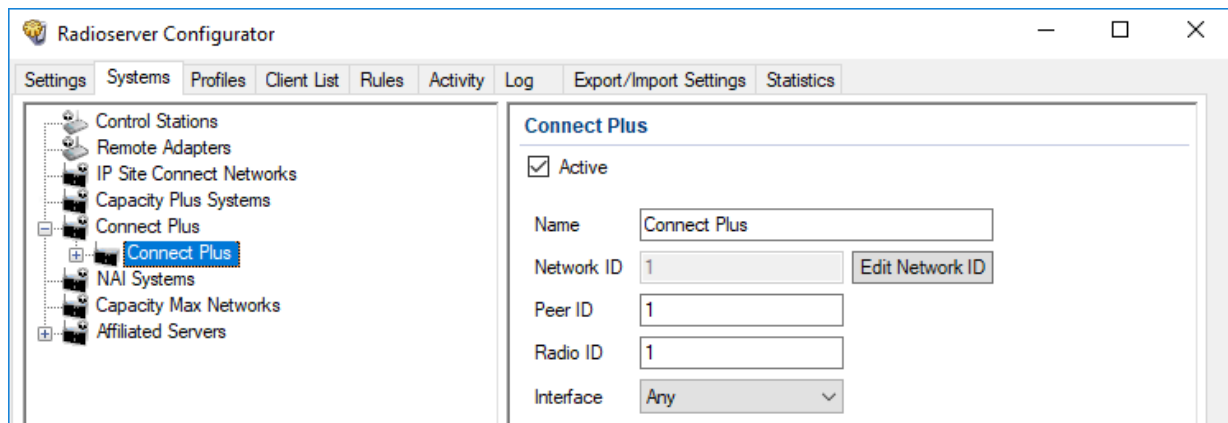 Radioserver Configurator
Settings Systems Profiles Client List Rules Activity Log Export/Import Settings Statistics
Control Stations
Remote Adapters
IP Site Connect Networks
Capacity Plus Systems
Connect Plus
Connect Plus
NAI Systems
Capacity Max Networks
Affiliated Servers
Connect Plus
Active
Name Connect Plus
Network ID 1 Edit Network ID
Peer ID 1
Radio ID 1
Interface Any